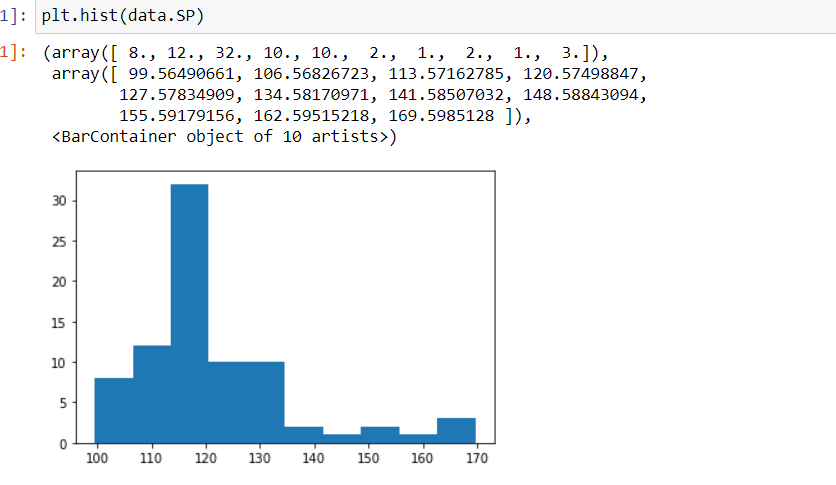 1]: plt.hist(data.SP)
1]: (array([ 8., 12., 32., 10., 10.,  2.,  1.,  2.,  1.,  3.]),
array([ 99.56490661, 106.56826723, 113.57162785, 120.57498847,
127.57834909, 134.58170971, 141.58507032, 148.58843094,
155.59179156, 162.59515218, 169.5985128 ]),
<BarContainer object of 10 artists>)
30
25
20
15
10
5
0
100 110 120 130 140 150 160 170